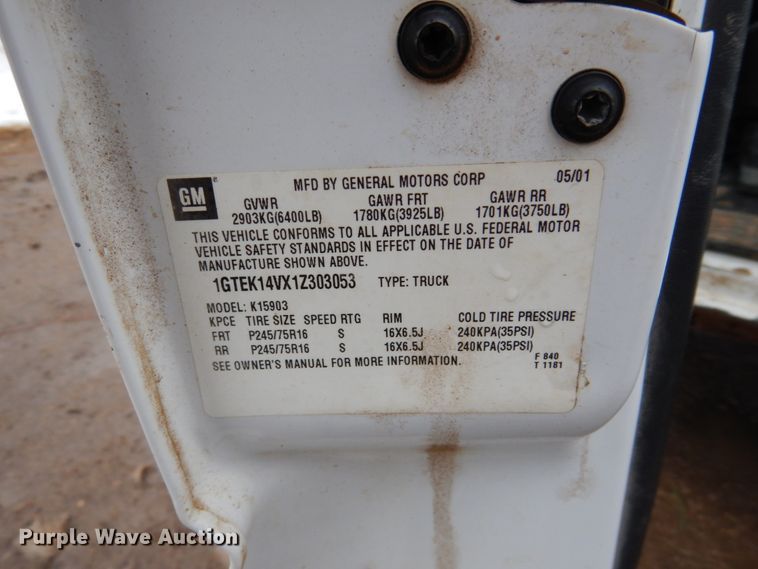 GM MFD BY GENERAL MOTORS CORP 05/01
GVWR GAWR FRT GAWR RR
2903KG(6400LB) 1780KG(3925LB) 1701KG(3750LB)
THIS VEHICLE CONFORMS TO ALL APPLICABLE U.S. FEDERAL MOTOR
VEHICLE SAFETY STANDARDS IN EFFECT ON THE DATE OF
MANUFACTURE SHOWN ABOVE.
1GTEK14VX1Z303053 TYPE: TRUCK
MODEL: K15903
KPCE TIRE SIZE SPEED RTG RIM COLD TIRE PRESSURE
FRT P245/75R16 S 16X6.5J 240KPA(35PSI)
RR P245/75R16 S 16X6.5J 240KPA(35PSI)
SEE OWNER'S MANUAL FOR MORE INFORMATION.
F 840
T 1181
Purple Wave Auction